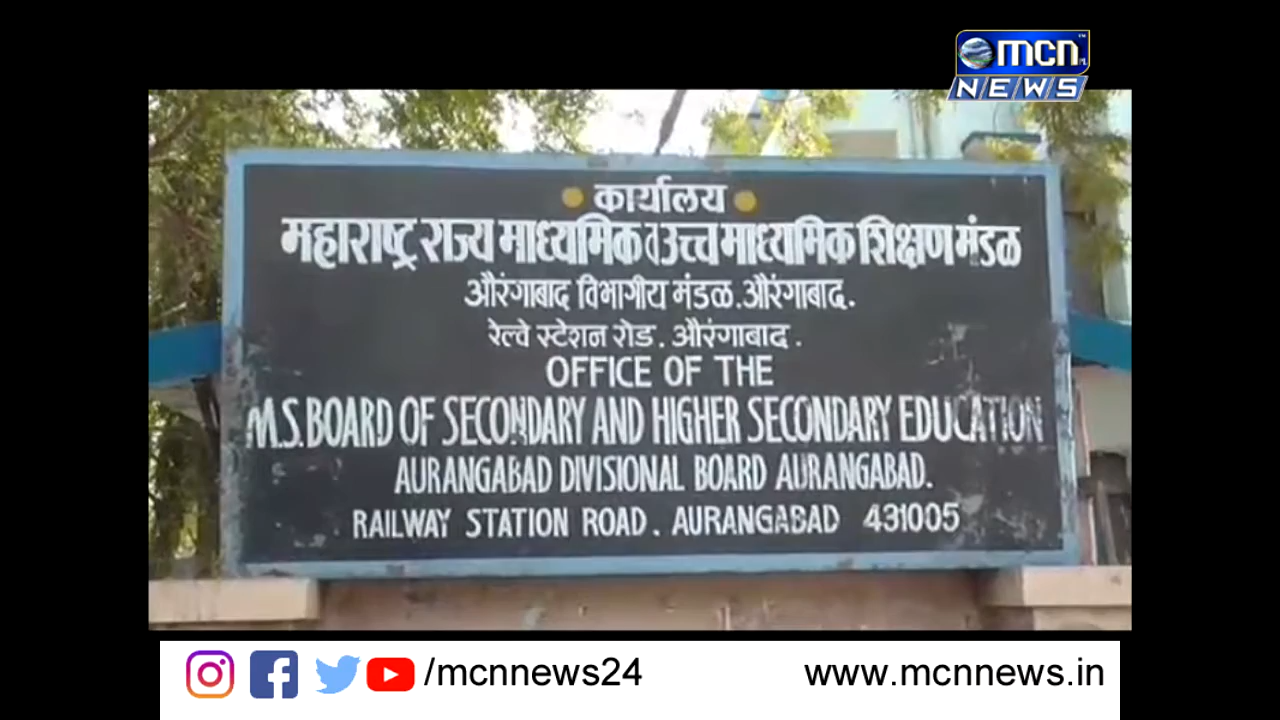 mcn
NEWS
कार्यालय
महाराष्ट्र राज्य माध्यमिक व उच्च माध्यमिक शिक्षण मंडळ
औरंगाबाद विभागीय मंडळ.औरंगाबाद.
रेल्वे स्टेशन रोड. औरंगाबाद.
OFFICE OF THE
M.S.BOARD OF SECONDARY AND HIGHER SECONDARY EDUCATION
AURANGABAD DIVISIONAL BOARD AURANGABAD.
RAILWAY STATION ROAD. AURANGABAD 431005
/mcnnews24 www.mcnnews.in